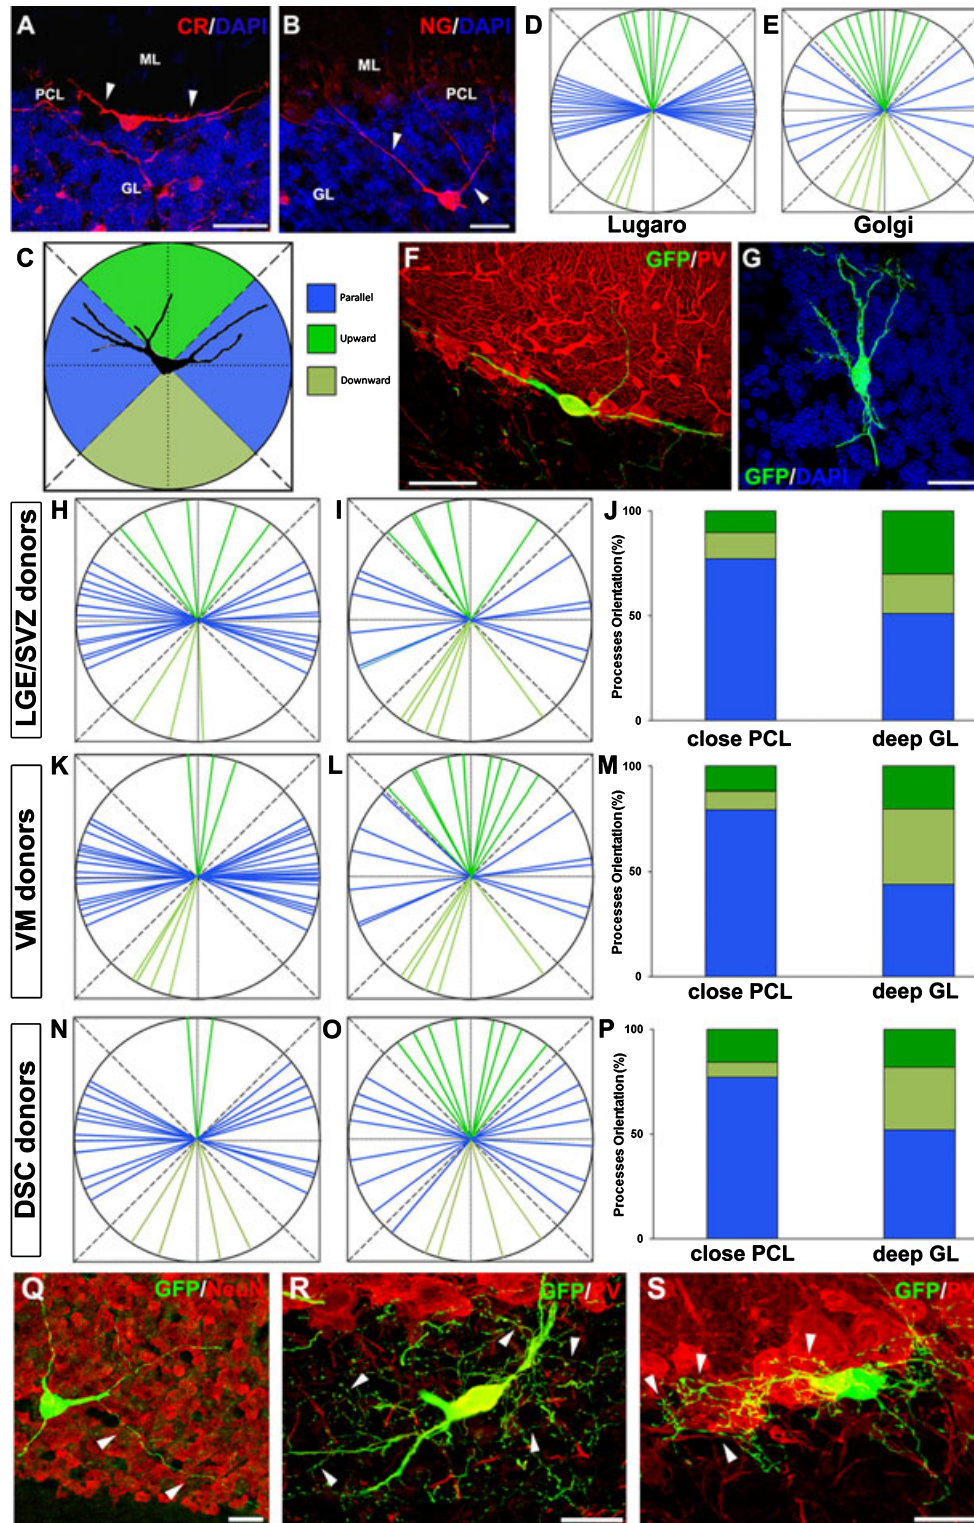 A
CR/DAPI
ML
PCL
GL
B
NG/DAPI
ML
PCL
GL
D
Lugaro
E
Golgi
C
Parallel
Upward
Downward
F
GFP/PV
G
GFP/DAPI
LGE/SVZ donors
H
I
J
Processes Orientation (%)
100
50
0
close PCL
deep GL
VM donors
K
L
M
Processes Orientation (%)
100
50
0
close PCL
deep GL
DSC donors
N
O
P
Processes Orientation (%)
100
50
0
close PCL
deep GL
Q
GFP/NeuN
R
GFP/PV
S
GFP/PV